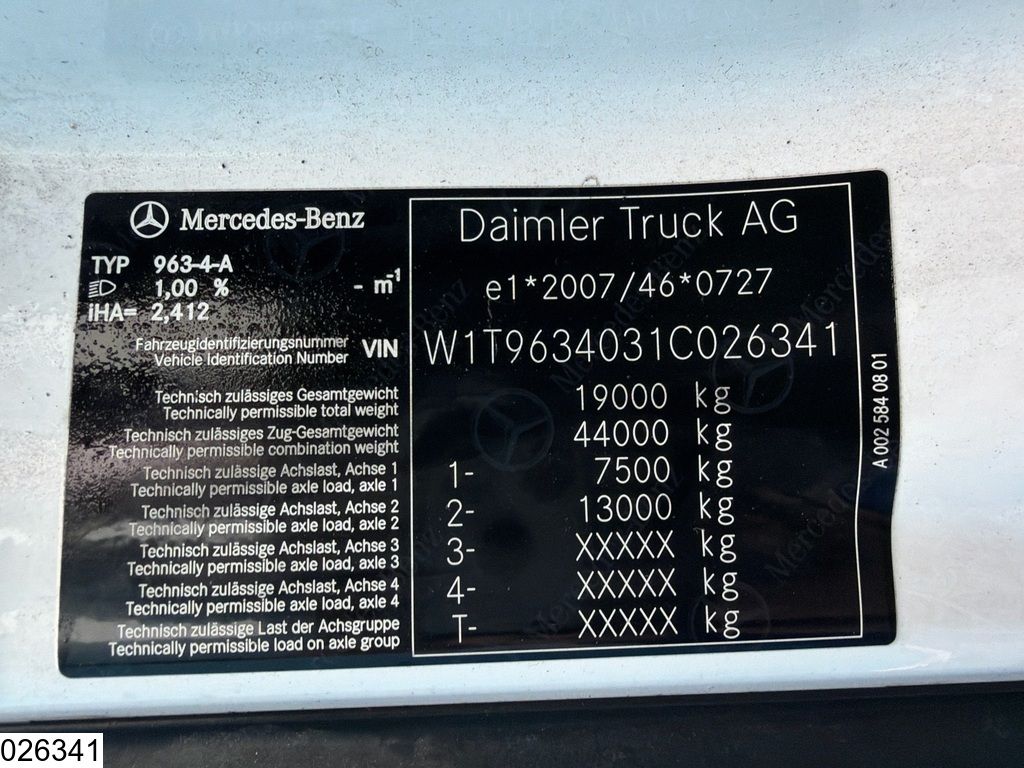 Mercedes-Benz
TYP 963-4-A
1,00 % - m⁻¹
iHA= 2,412
Daimler Truck AG
e1*2007/46*0727
Fahrzeugidentifizierungsnummer
Vehicle Identification Number VIN W1T9634031C026341
Technisch zulässiges Gesamtgewicht
Technically permissible total weight 19000 kg
Technisch zulässiges Zug-Gesamtgewicht
Technically permissible combination weight 44000 kg
Technisch zulässige Achslast, Achse 1
Technically permissible axle load, axle 1 1- 7500 kg
Technisch zulässige Achslast, Achse 2
Technically permissible axle load, axle 2 2- 13000 kg
Technisch zulässige Achslast, Achse 3
Technically permissible axle load, axle 3 3- XXXXX kg
Technisch zulässige Achslast, Achse 4
Technically permissible axle load, axle 4 4- XXXXX kg
Technisch zulässige Last der Achsgruppe
Technically permissible load on axle group T- XXXXX kg
A 002 584 08 01
026341